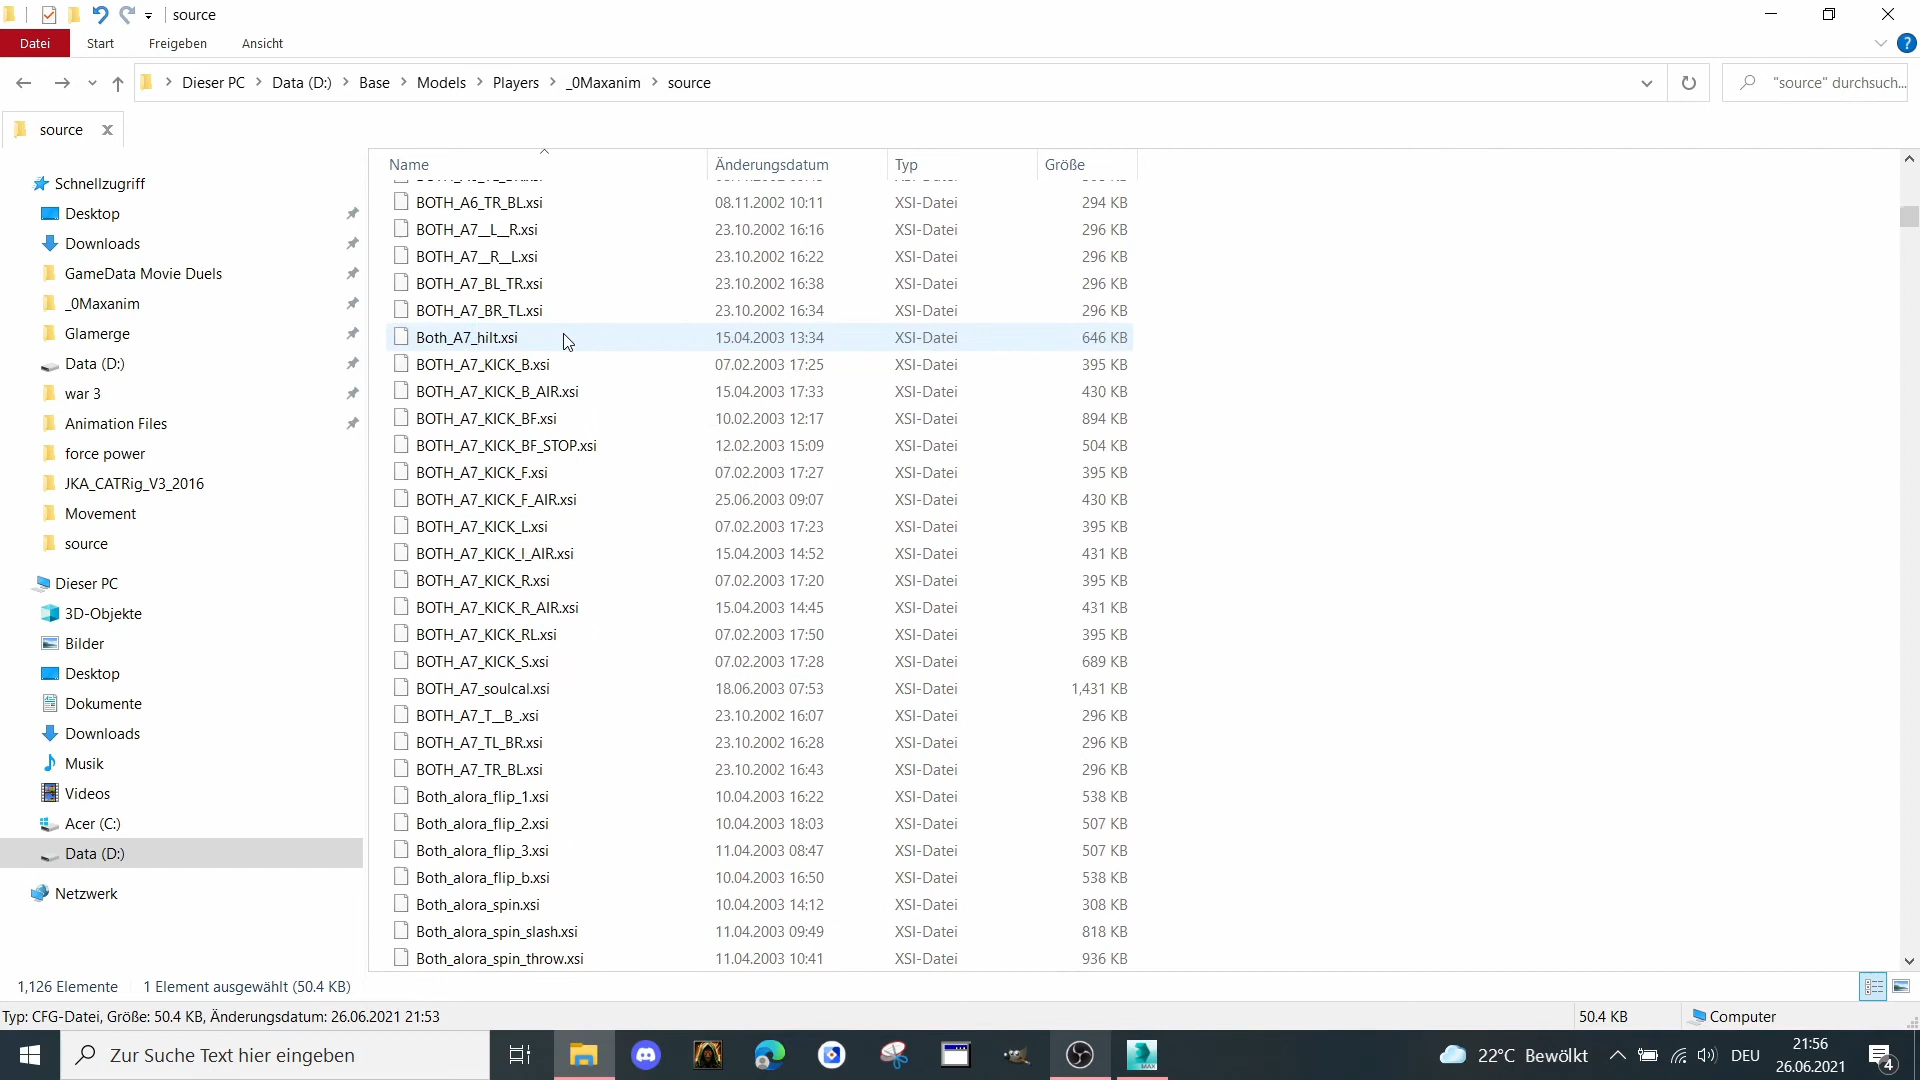 source
Datei Start Freigeben Ansicht
Dieser PC Data (D:) Base Models Players _0Maxanim source "source" durchsuch...
source
Name Änderungsdatum Typ Größe
BOTH_A6_TR_BL.xsi 08.11.2002 10:11 XSI-Datei 294 KB
BOTH_A7__L__R.xsi 23.10.2002 16:16 XSI-Datei 296 KB
BOTH_A7__R__L.xsi 23.10.2002 16:22 XSI-Datei 296 KB
BOTH_A7_BL_TR.xsi 23.10.2002 16:38 XSI-Datei 296 KB
BOTH_A7_BR_TL.xsi 23.10.2002 16:34 XSI-Datei 296 KB
Both_A7_hilt.xsi 15.04.2003 13:34 XSI-Datei 646 KB
BOTH_A7_KICK_B.xsi 07.02.2003 17:25 XSI-Datei 395 KB
BOTH_A7_KICK_B_AIR.xsi 15.04.2003 17:33 XSI-Datei 430 KB
BOTH_A7_KICK_BF.xsi 10.02.2003 12:17 XSI-Datei 894 KB
BOTH_A7_KICK_BF_STOP.xsi 12.02.2003 15:09 XSI-Datei 504 KB
BOTH_A7_KICK_F.xsi 07.02.2003 17:27 XSI-Datei 395 KB
BOTH_A7_KICK_F_AIR.xsi 25.06.2003 09:07 XSI-Datei 430 KB
BOTH_A7_KICK_L.xsi 07.02.2003 17:23 XSI-Datei 395 KB
BOTH_A7_KICK_l_AIR.xsi 15.04.2003 14:52 XSI-Datei 431 KB
BOTH_A7_KICK_R.xsi 07.02.2003 17:20 XSI-Datei 395 KB
BOTH_A7_KICK_R_AIR.xsi 15.04.2003 14:45 XSI-Datei 431 KB
BOTH_A7_KICK_RL.xsi 07.02.2003 17:50 XSI-Datei 395 KB
BOTH_A7_KICK_S.xsi 07.02.2003 17:28 XSI-Datei 689 KB
BOTH_A7_soulcal.xsi 18.06.2003 07:53 XSI-Datei 1,431 KB
BOTH_A7_T__B_.xsi 23.10.2002 16:07 XSI-Datei 296 KB
BOTH_A7_TL_BR.xsi 23.10.2002 16:28 XSI-Datei 296 KB
BOTH_A7_TR_BL.xsi 23.10.2002 16:43 XSI-Datei 296 KB
Both_alora_flip_1.xsi 10.04.2003 16:22 XSI-Datei 538 KB
Both_alora_flip_2.xsi 10.04.2003 18:03 XSI-Datei 507 KB
Both_alora_flip_3.xsi 11.04.2003 08:47 XSI-Datei 507 KB
Both_alora_flip_b.xsi 10.04.2003 16:50 XSI-Datei 538 KB
Both_alora_spin.xsi 10.04.2003 14:12 XSI-Datei 308 KB
Both_alora_spin_slash.xsi 11.04.2003 09:49 XSI-Datei 818 KB
Both_alora_spin_throw.xsi 11.04.2003 10:41 XSI-Datei 936 KB
Schnellzugriff
Desktop
Downloads
GameData Movie Duels
_0Maxanim
Glamerge
Data (D:)
war 3
Animation Files
force power
JKA_CATRig_V3_2016
Movement
source
Dieser PC
3D-Objekte
Bilder
Desktop
Dokumente
Downloads
Musik
Videos
Acer (C:)
Data (D:)
Netzwerk
1,126 Elemente 1 Element ausgewählt (50.4 KB)
Typ: CFG-Datei, Größe: 50.4 KB, Änderungsdatum: 26.06.2021 21:53 50.4 KB Computer
Zur Suche Text hier eingeben
22°C Bewölkt DEU
21:56
26.06.2021
4